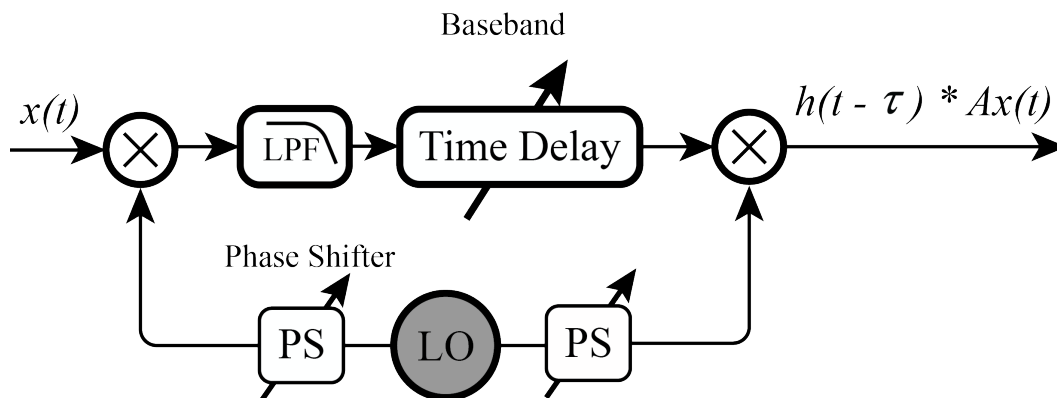 Baseband
x(t)
h(t - τ) * Ax(t)
LPF
Time Delay
Phase Shifter
PS
LO
PS